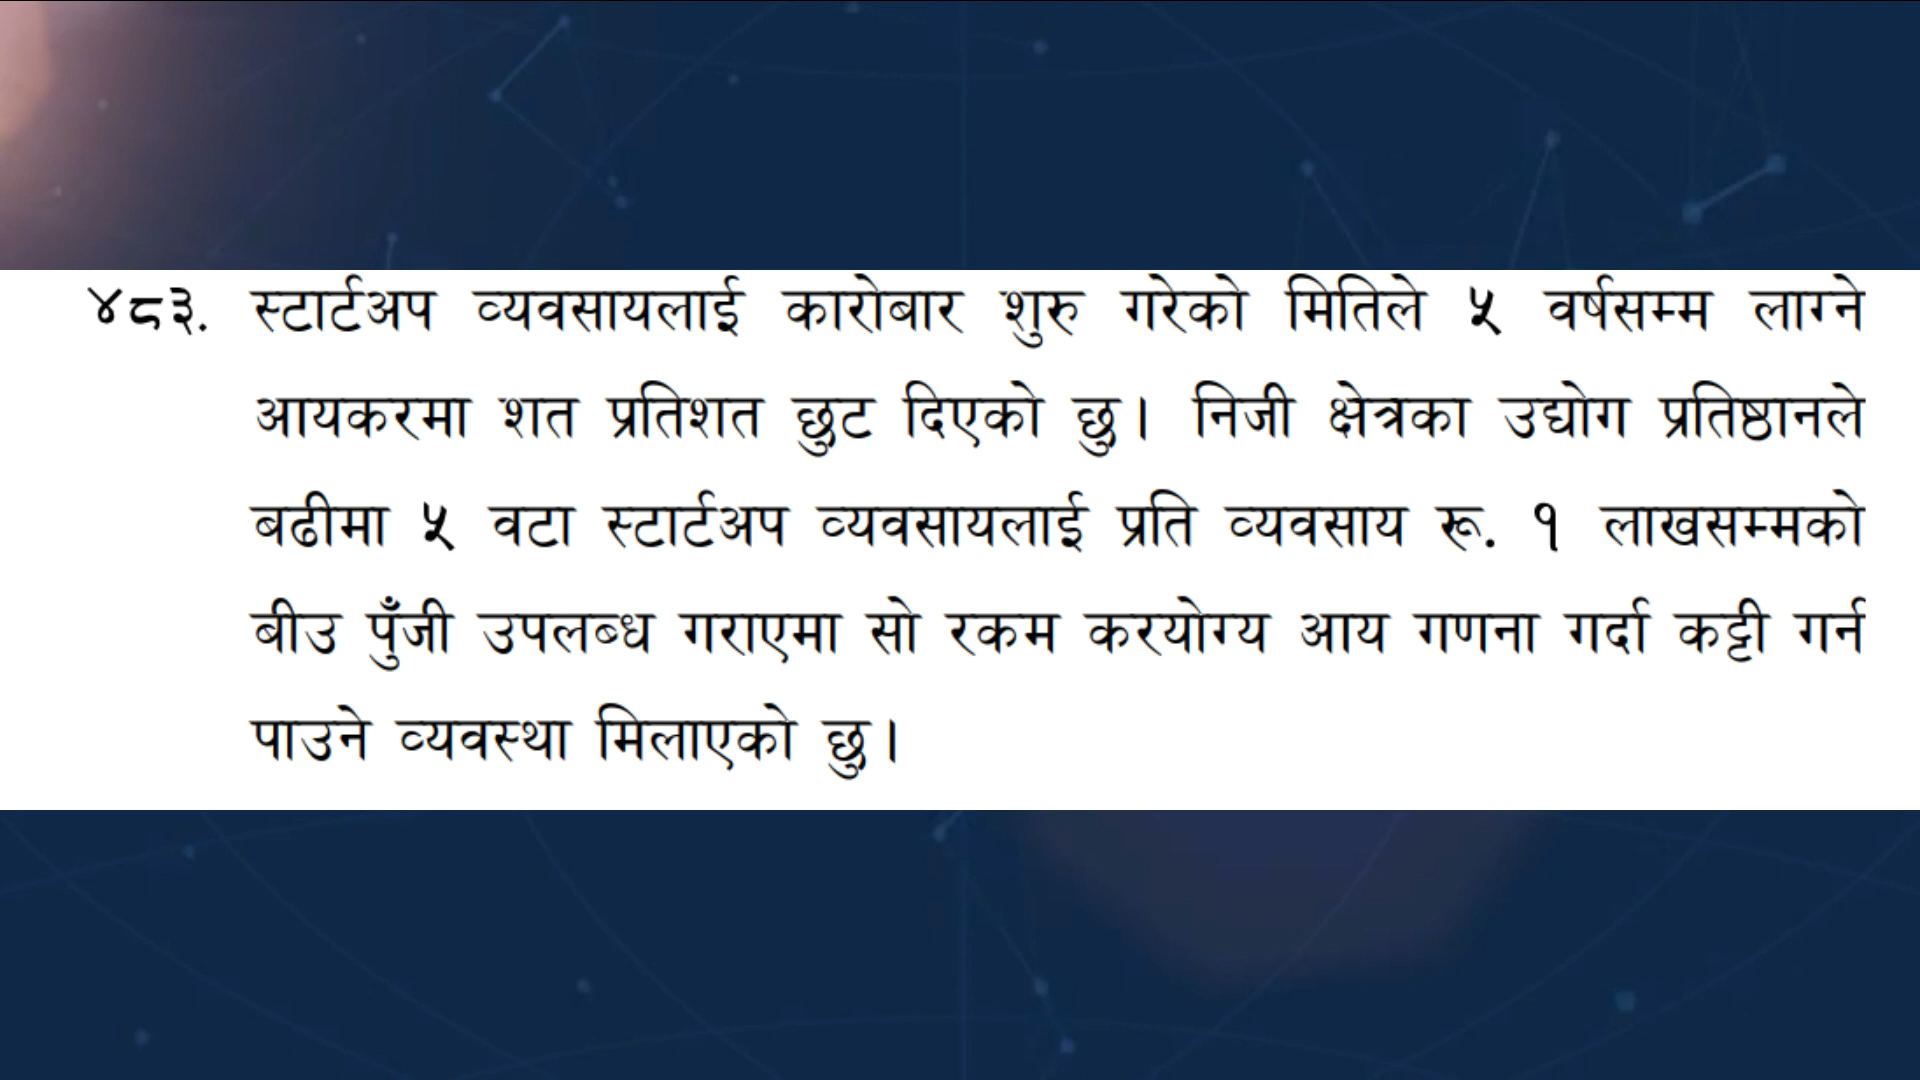 ४८३. स्टार्टअप व्यवसायलाई कारोबार शुरु गरेको मितिले ५ वर्षसम्म लाग्ने
आयकरमा शत प्रतिशत छुट दिएको छु। निजी क्षेत्रका उद्योग प्रतिष्ठानले
बढीमा ५ वटा स्टार्टअप व्यवसायलाई प्रति व्यवसाय रू. १ लाखसम्मको
बीउ पुँजी उपलब्ध गराएमा सो रकम करयोग्य आय गणना गर्दा कट्टी गर्न
पाउने व्यवस्था मिलाएको छु।